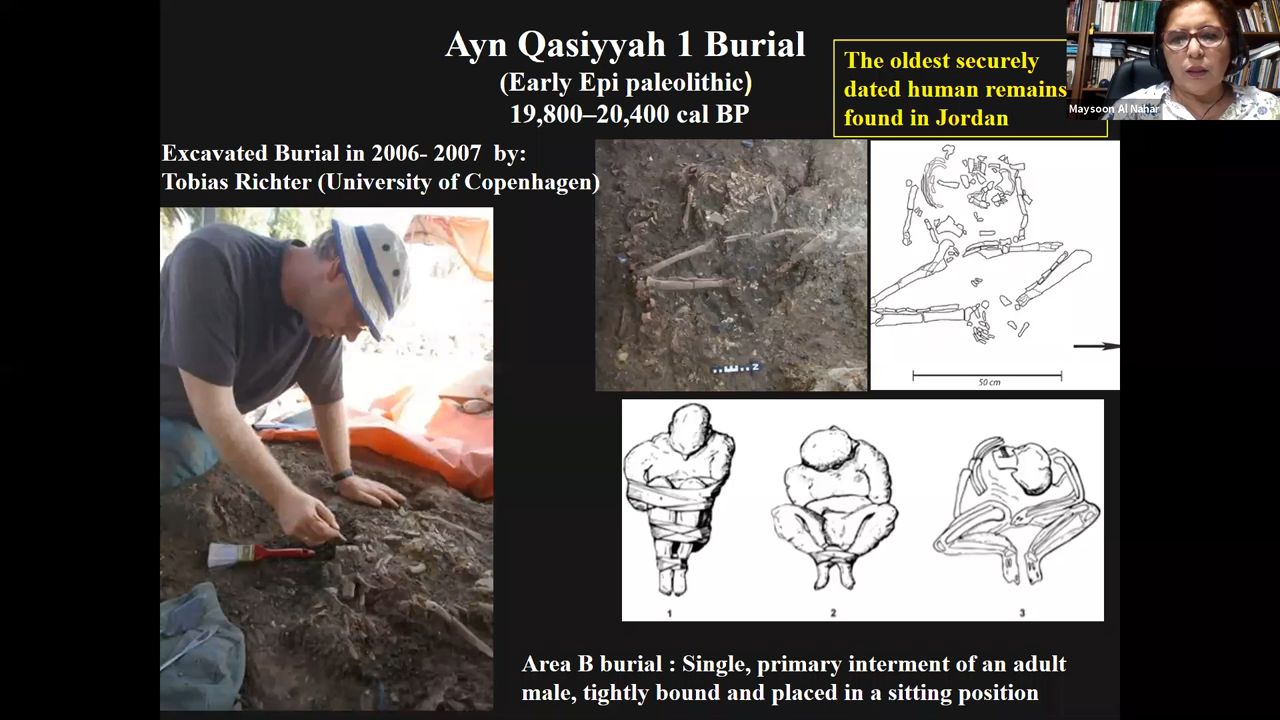 Ayn Qasiyyah 1 Burial
(Early Epi paleolithic)
19,800–20,400 cal BP
The oldest securely
dated human remains
found in Jordan
Maysoon Al Nahar
Excavated Burial in 2006- 2007 by:
Tobias Richter (University of Copenhagen)
N
50 cm
1 2 3
Area B burial : Single, primary interment of an adult
male, tightly bound and placed in a sitting position